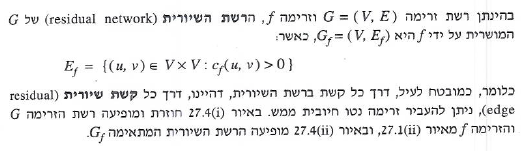 בהינתן רשת זרימה G = (V, E) וזרימה f, הרשת השיורית (residual network) של G
המושרית על ידי f היא G_f = (V, E_f), כאשר:
E_f = {(u, v) ∈ V × V : c_f(u, v) > 0}
כלומר, כמובטח לעיל, דרך כל קשת ברשת השיורית, דהיינו, דרך כל קשת שיורית (residual
edge), ניתן להעביר זרימה נטו חיובית ממש. באיור 27.4(i) חוזרת ומופיעה רשת הזרימה G
והזרימה f מאיור 27.1(ii), ובאיור 27.4(ii) מופיעה הרשת השיורית המתאימה G_f.